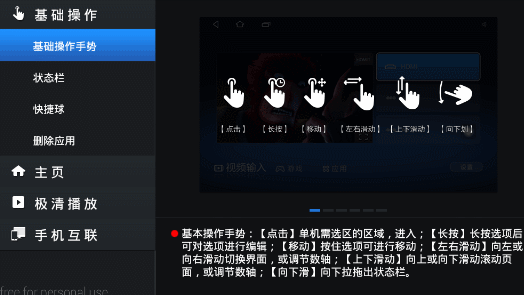 基础操作
基础操作手势
状态栏
快捷球
删除应用
主页
极清播放
手机互联
free for personal use
【点击】 【长按】 【移动】 【左右滑动】 【上下滑动】 【向下划】
视频输入
基本操作手势：【点击】单机需选区的区域，进入；【长按】长按选项后
可对选项进行编辑；【移动】按住选项可进行移动；【左右滑动】向左或
向右滑动切换界面，或调节数轴；【上下滑动】向上或向下滑动滚动页
面，或调节数轴；【向下滑】向下拉拖出状态栏。